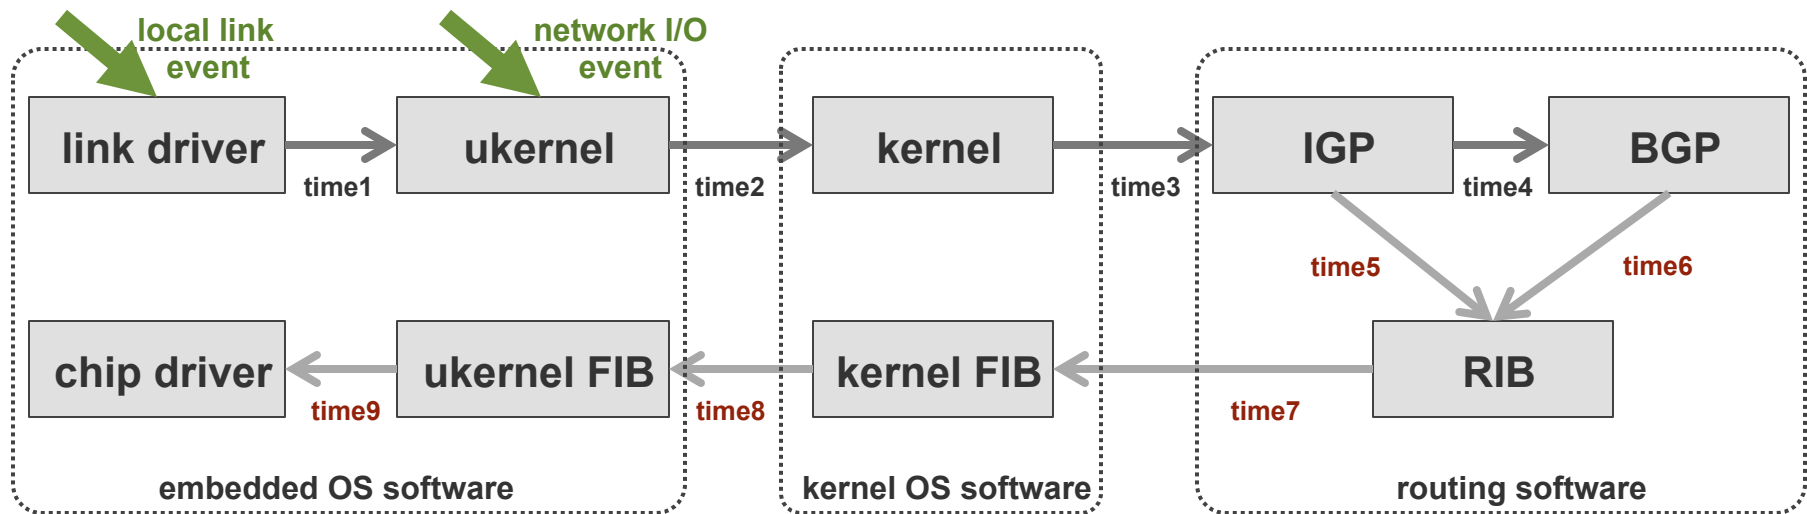 local link
event
network I/O
event
link driver
ukernel
kernel
IGP
BGP
time1
time2
time3
time4
time5
time6
chip driver
ukernel FIB
kernel FIB
RIB
time9
time8
time7
embedded OS software
kernel OS software
routing software